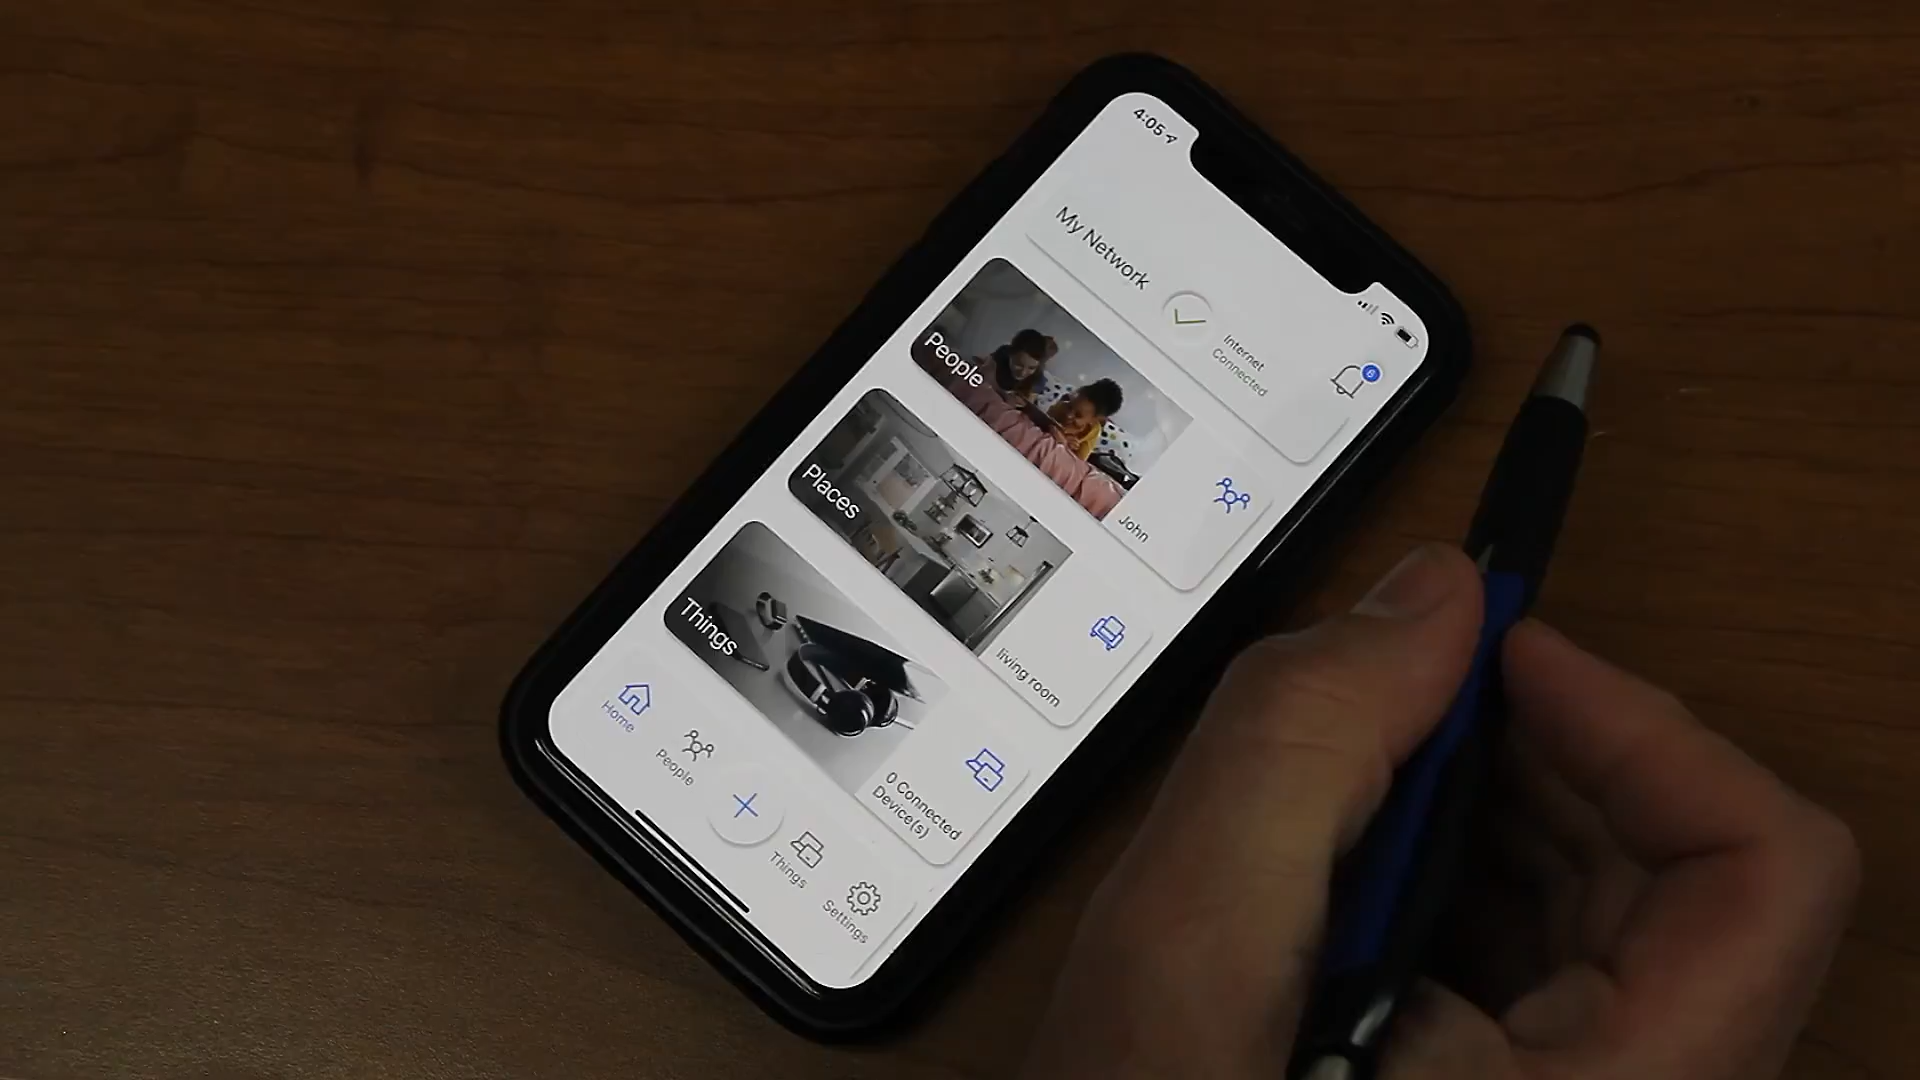 4:05
My Network
Internet
Connected
6
People
John
Places
living room
Things
0 Connected
Device(s)
Home
People
Things
Settings